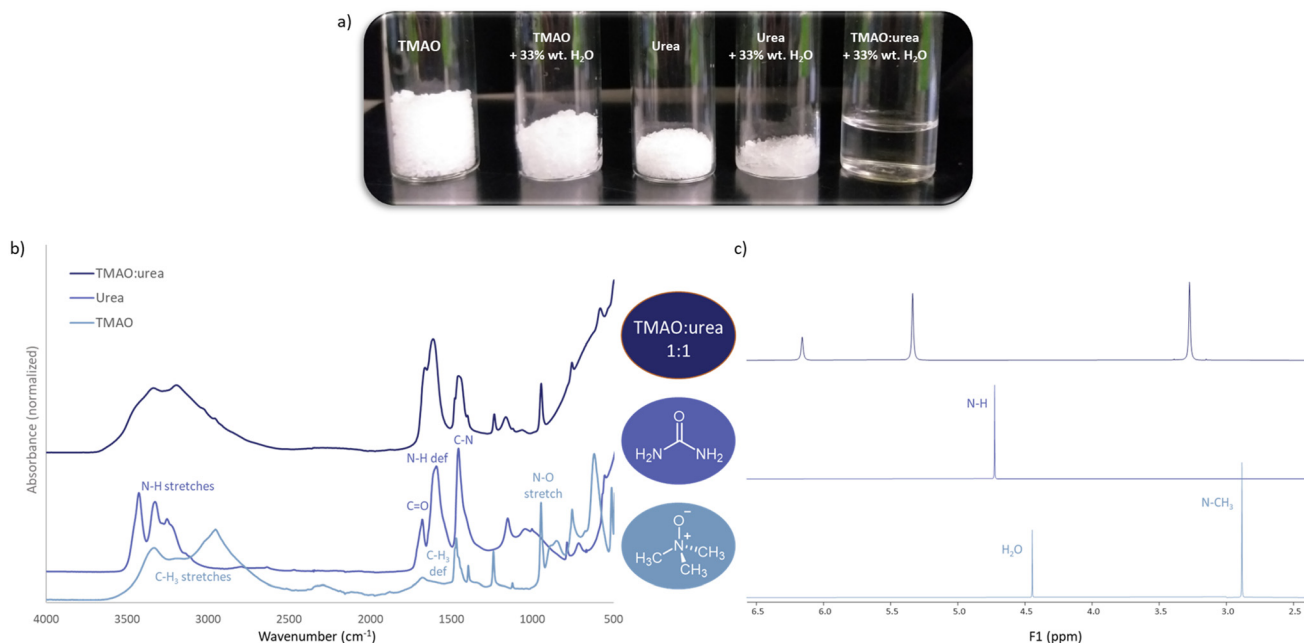 a)
TMAO
TMAO
+ 33% wt. H₂O
Urea
Urea
+ 33% wt. H₂O
TMAO:urea
+ 33% wt. H₂O
b)
TMAO:urea
Urea
TMAO
Absorbance (normalized)
N-H stretches
C-H₃ stretches
C=O
N-H def
C-N
C-H₃
def
N-O
stretch
4000 3500 3000 2500 2000 1500 1000 500
Wavenumber (cm⁻¹)
TMAO:urea
1:1
O
H₂N NH₂
O⁻
H₃C N⁺ CH₃
CH₃
c)
N-H
N-CH₃
H₂O
6.5 6.0 5.5 5.0 4.5 4.0 3.5 3.0 2.5
F1 (ppm)